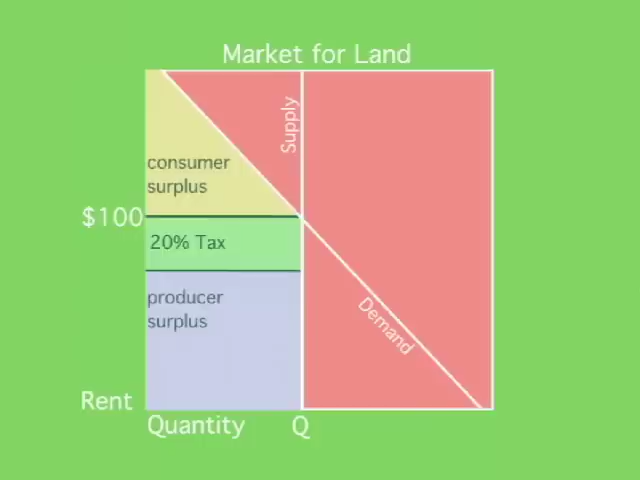 Market for Land
Supply
consumer
surplus
$100
20% Tax
producer
surplus
Demand
Rent
Quantity
Q